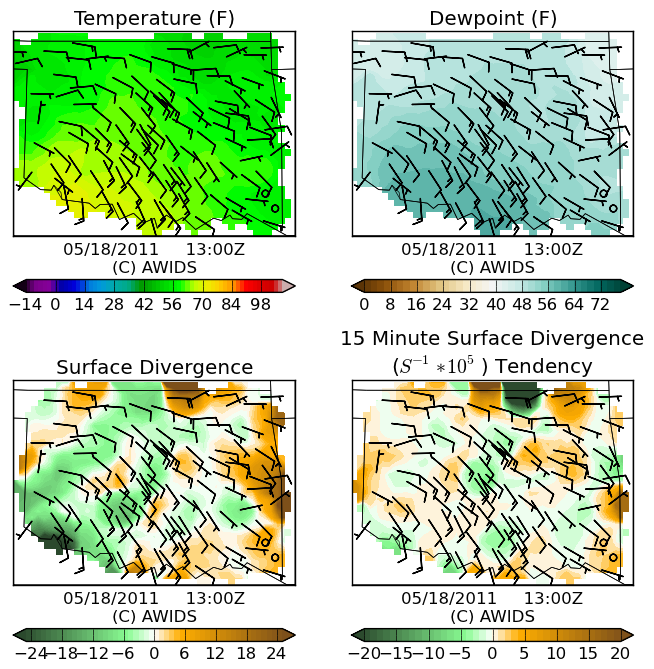 Temperature (F)
Dewpoint (F)
05/18/2011 13:00Z
(C) AWIDS
05/18/2011 13:00Z
(C) AWIDS
−14 0 14 28 42 56 70 84 98
0 8 16 24 32 40 48 56 64 72
Surface Divergence
15 Minute Surface Divergence
(S⁻¹ *10⁵ ) Tendency
05/18/2011 13:00Z
(C) AWIDS
05/18/2011 13:00Z
(C) AWIDS
−24 −18 −12 −6 0 6 12 18 24
−20 −15 −10 −5 0 5 10 15 20